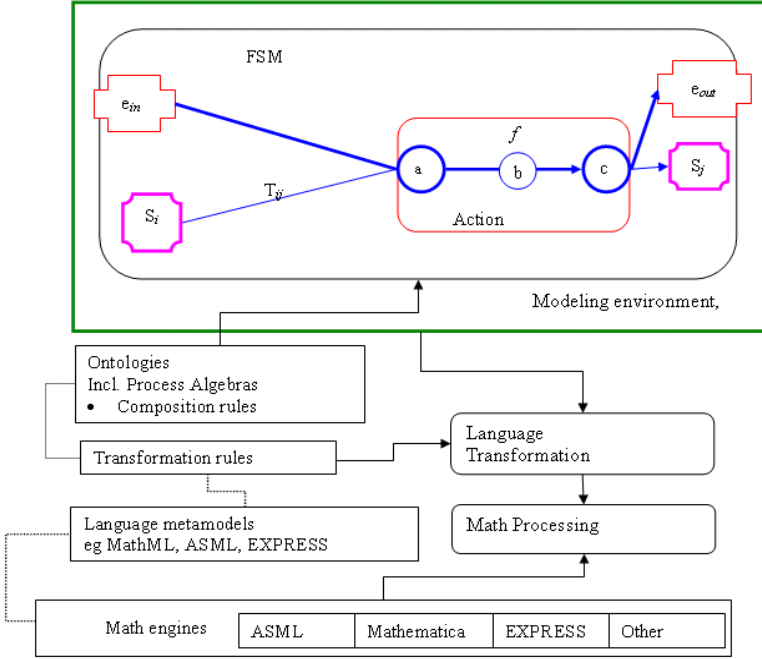 FSM
e_in
e_out
f
a
b
c
S_j
T_ij
S_i
Action
Modeling environment,
Ontologies
Incl. Process Algebras
• Composition rules
Language
Transformation
Transformation rules
Language metamodels
eg MathML, ASML, EXPRESS
Math Processing
Math engines
ASML
Mathematica
EXPRESS
Other